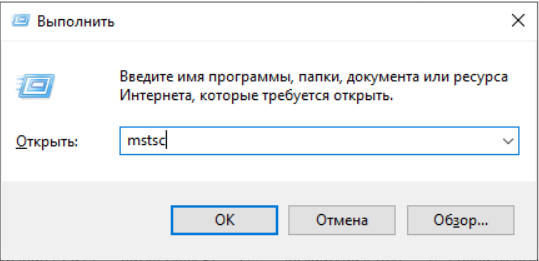 Выполнить
Введите имя программы, папки, документа или ресурса
Интернета, которые требуется открыть.
Открыть: mstsc
OK Отмена Обзор...